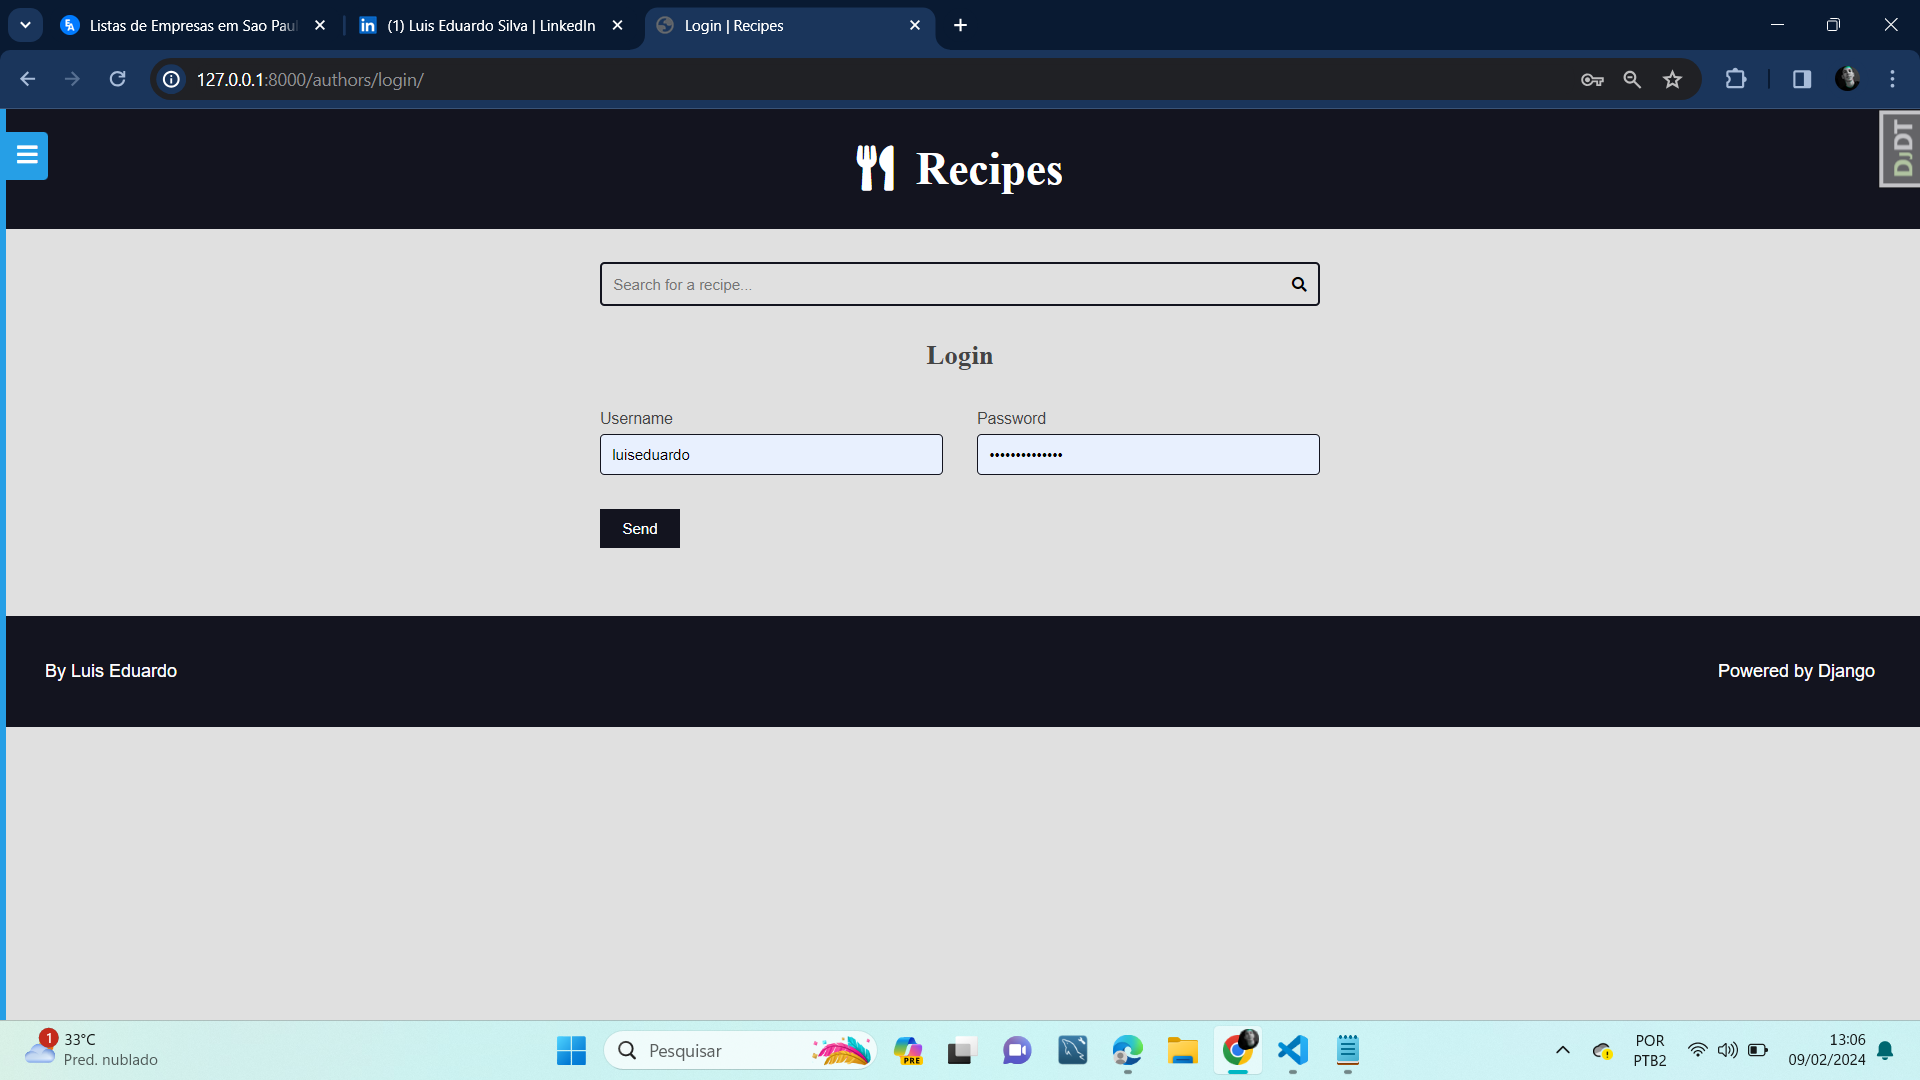 Listas de Empresas em Sao Pau
(1) Luis Eduardo Silva | LinkedIn
Login | Recipes
127.0.0.1:8000/authors/login/
DjDT
Recipes
Search for a recipe...
Login
Username
Password
luiseduardo
••••••••••••••
Send
By Luis Eduardo
Powered by Django
1
33°C
Pred. nublado
Pesquisar
PRE
POR
PTB2
13:06
09/02/2024